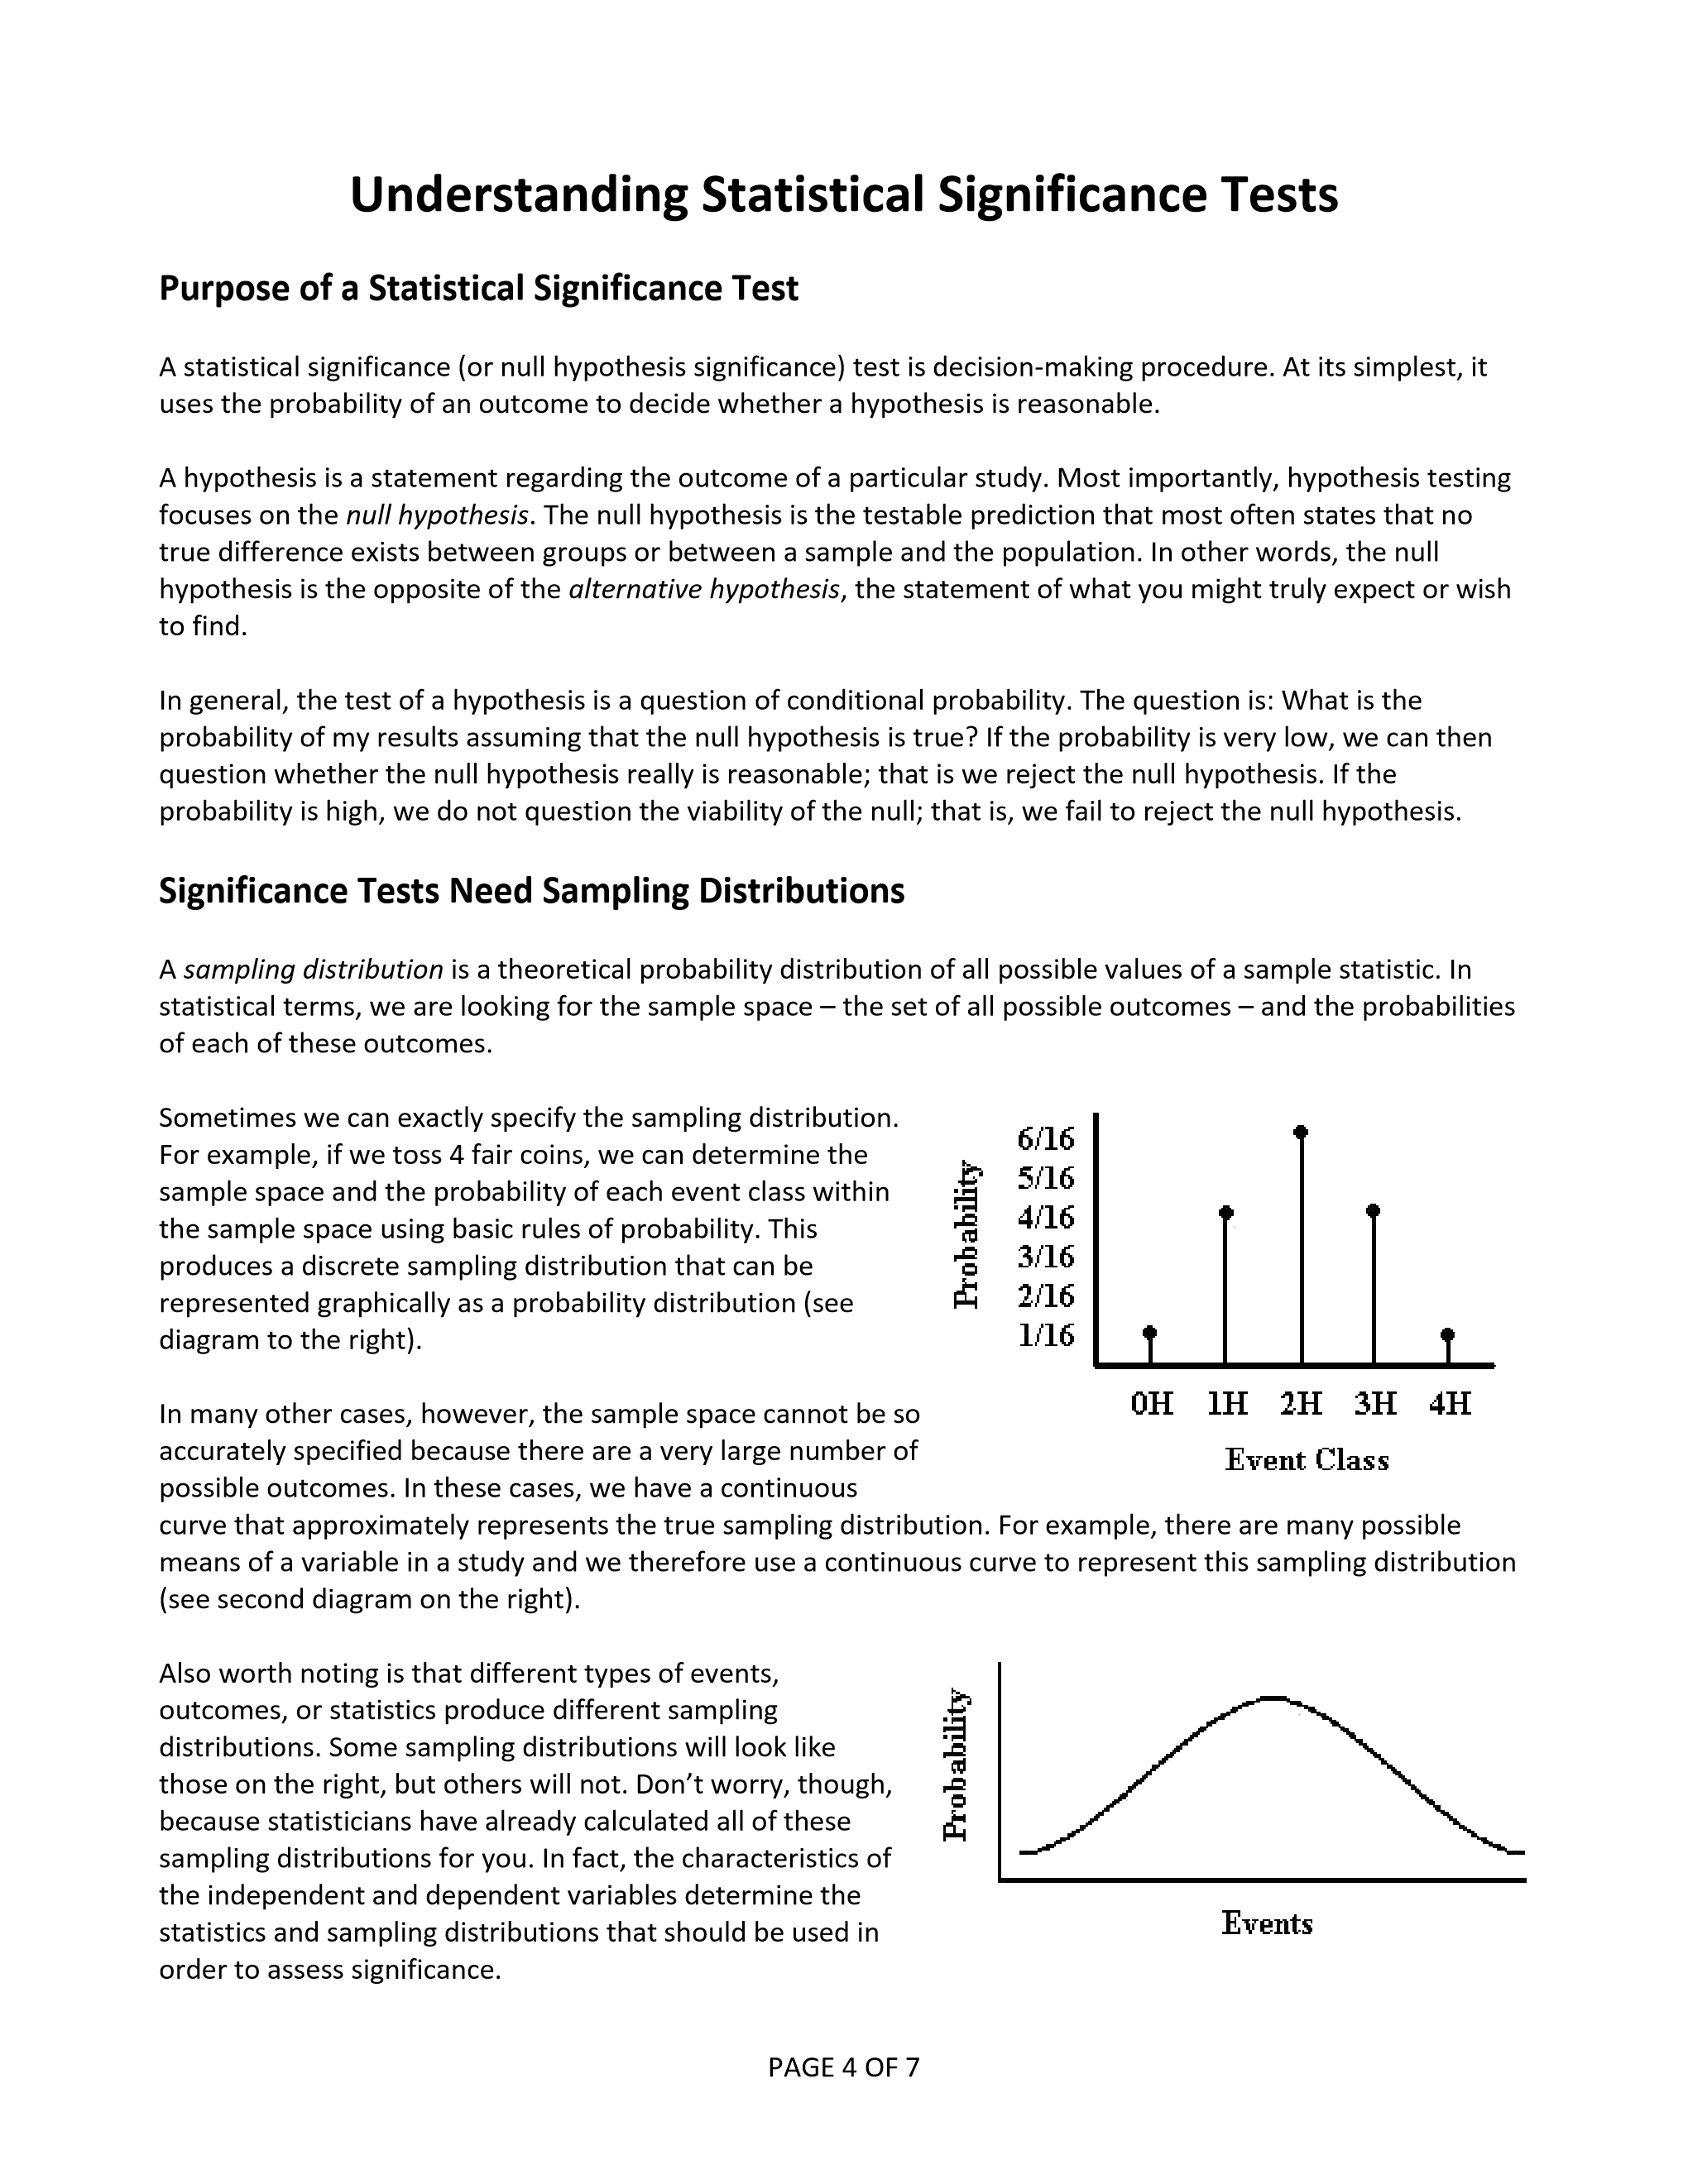 Understanding Statistical Significance Tests
Purpose of a Statistical Significance Test
A statistical significance (or null hypothesis significance) test is decision-making procedure. At its simplest, it
uses the probability of an outcome to decide whether a hypothesis is reasonable.
A hypothesis is a statement regarding the outcome of a particular study. Most importantly, hypothesis testing
focuses on the null hypothesis. The null hypothesis is the testable prediction that most often states that no
true difference exists between groups or between a sample and the population. In other words, the null
hypothesis is the opposite of the alternative hypothesis, the statement of what you might truly expect or wish
to find.
In general, the test of a hypothesis is a question of conditional probability. The question is: What is the
probability of my results assuming that the null hypothesis is true? If the probability is very low, we can then
question whether the null hypothesis really is reasonable; that is we reject the null hypothesis. If the
probability is high, we do not question the viability of the null; that is, we fail to reject the null hypothesis.
Significance Tests Need Sampling Distributions
A sampling distribution is a theoretical probability distribution of all possible values of a sample statistic. In
statistical terms, we are looking for the sample space – the set of all possible outcomes – and the probabilities
of each of these outcomes.
Sometimes we can exactly specify the sampling distribution.
For example, if we toss 4 fair coins, we can determine the
sample space and the probability of each event class within
the sample space using basic rules of probability. This
produces a discrete sampling distribution that can be
represented graphically as a probability distribution (see
diagram to the right).
Probability
6/16
5/16
4/16
3/16
2/16
1/16
0H 1H 2H 3H 4H
Event Class
In many other cases, however, the sample space cannot be so
accurately specified because there are a very large number of
possible outcomes. In these cases, we have a continuous
curve that approximately represents the true sampling distribution. For example, there are many possible
means of a variable in a study and we therefore use a continuous curve to represent this sampling distribution
(see second diagram on the right).
Also worth noting is that different types of events,
outcomes, or statistics produce different sampling
distributions. Some sampling distributions will look like
those on the right, but others will not. Don’t worry, though,
because statisticians have already calculated all of these
sampling distributions for you. In fact, the characteristics of
the independent and dependent variables determine the
statistics and sampling distributions that should be used in
order to assess significance.
Probability
Events
PAGE 4 OF 7